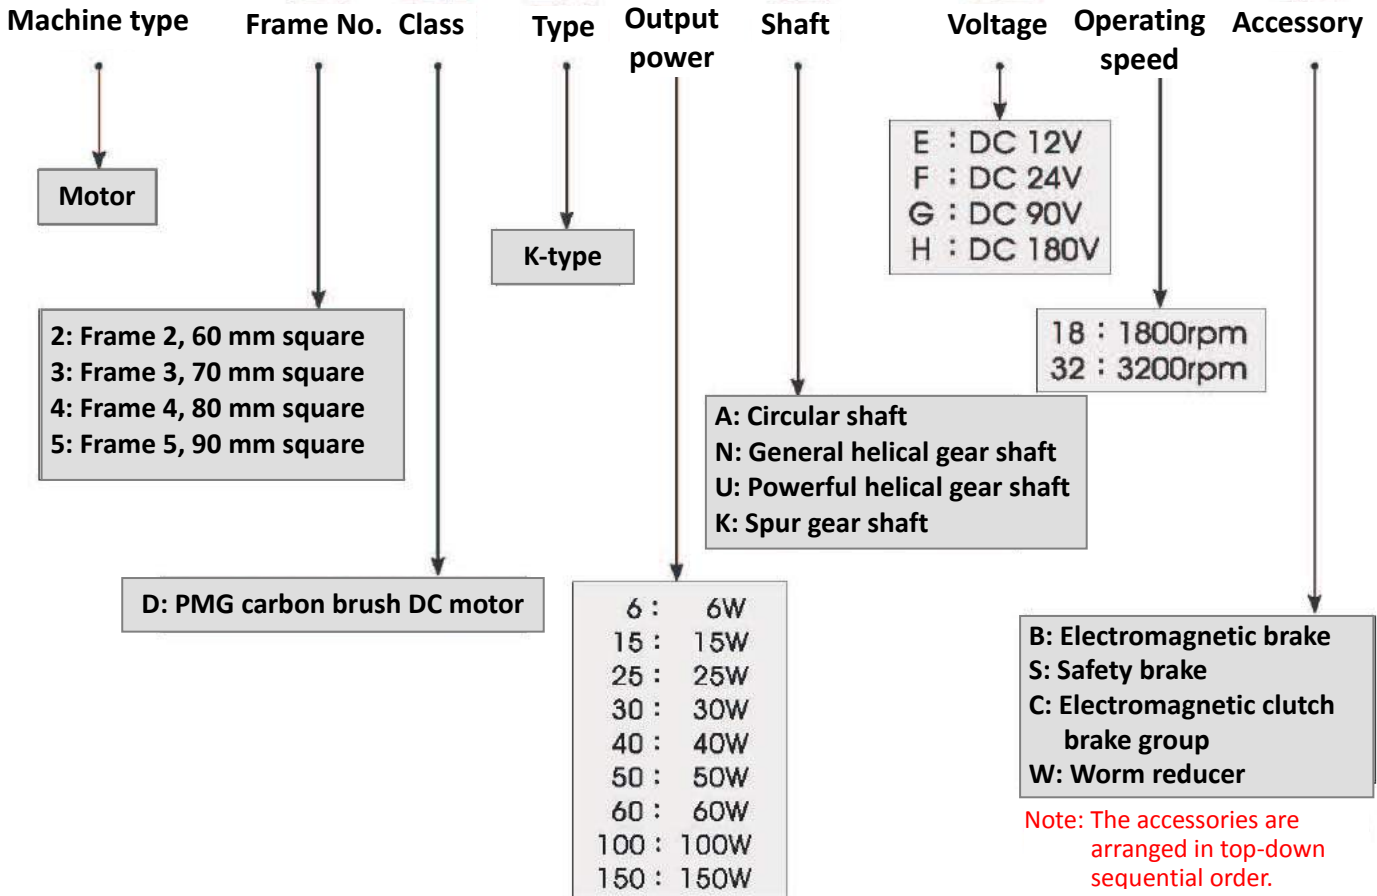 Machine type Frame No. Class Type Output power Shaft Voltage Operating speed Accessory
Motor
2: Frame 2, 60 mm square
3: Frame 3, 70 mm square
4: Frame 4, 80 mm square
5: Frame 5, 90 mm square
D: PMG carbon brush DC motor
K-type
6 : 6W
15 : 15W
25 : 25W
30 : 30W
40 : 40W
50 : 50W
60 : 60W
100 : 100W
150 : 150W
A: Circular shaft
N: General helical gear shaft
U: Powerful helical gear shaft
K: Spur gear shaft
E : DC 12V
F : DC 24V
G : DC 90V
H : DC 180V
18 : 1800rpm
32 : 3200rpm
B: Electromagnetic brake
S: Safety brake
C: Electromagnetic clutch
brake group
W: Worm reducer
Note: The accessories are
arranged in top-down
sequential order.